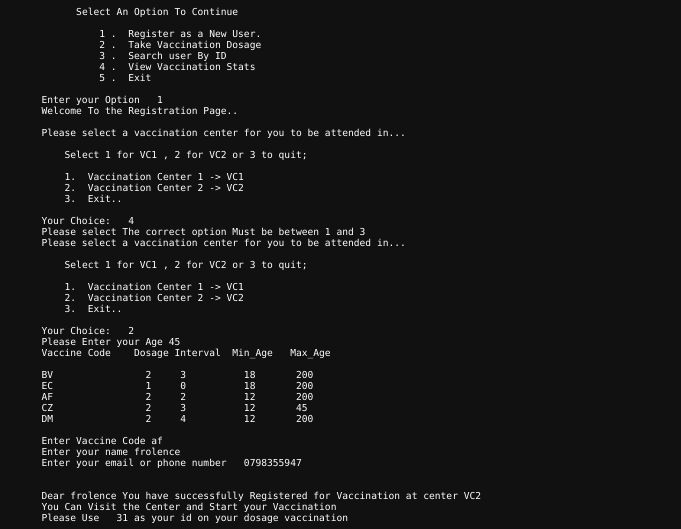 Select An Option To Continue
1 . Register as a New User.
2 . Take Vaccination Dosage
3 . Search user By ID
4 . View Vaccination Stats
5 . Exit
Enter your Option 1
Welcome To the Registration Page..
Please select a vaccination center for you to be attended in...
Select 1 for VC1 , 2 for VC2 or 3 to quit;
1. Vaccination Center 1 -> VC1
2. Vaccination Center 2 -> VC2
3. Exit..
Your Choice: 4
Please select The correct option Must be between 1 and 3
Please select a vaccination center for you to be attended in...
Select 1 for VC1 , 2 for VC2 or 3 to quit;
1. Vaccination Center 1 -> VC1
2. Vaccination Center 2 -> VC2
3. Exit..
Your Choice: 2
Please Enter your Age 45
Vaccine Code Dosage Interval Min_Age Max_Age
BV 2 3 18 200
EC 1 0 18 200
AF 2 2 12 200
CZ 2 3 12 45
DM 2 4 12 200
Enter Vaccine Code af
Enter your name frolence
Enter your email or phone number 0798355947
Dear frolence You have successfully Registered for Vaccination at center VC2
You Can Visit the Center and Start your Vaccination
Please Use 31 as your id on your dosage vaccination